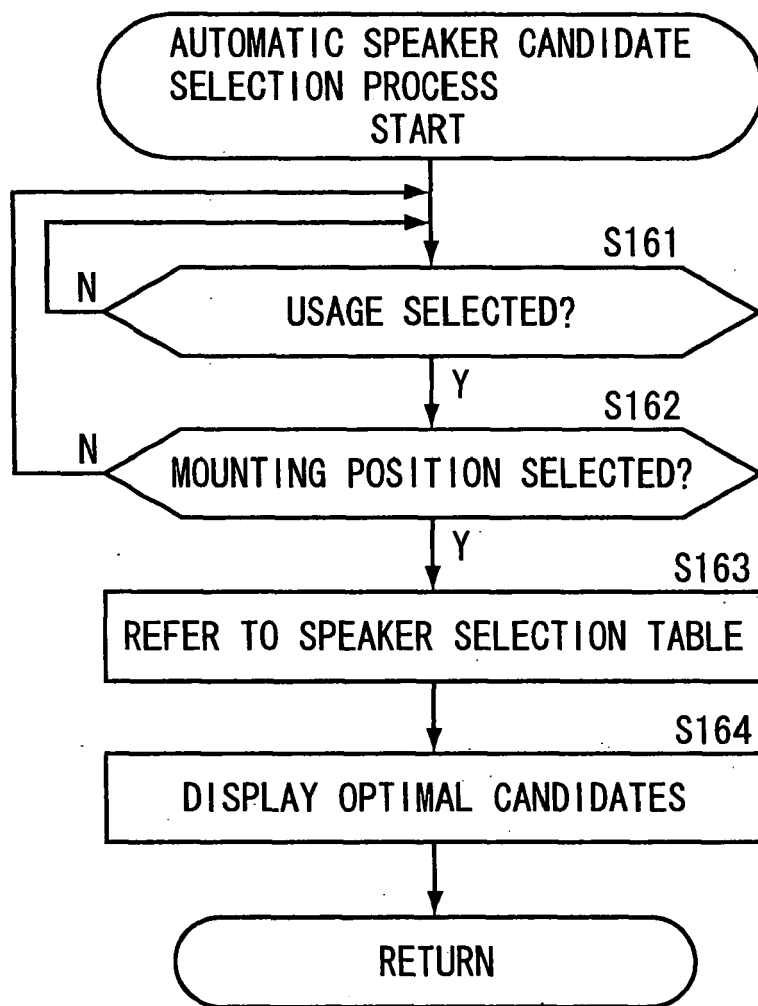 AUTOMATIC SPEAKER CANDIDATE
SELECTION PROCESS
START
S161
N
USAGE SELECTED?
Y
S162
N
MOUNTING POSITION SELECTED?
Y
S163
REFER TO SPEAKER SELECTION TABLE
S164
DISPLAY OPTIMAL CANDIDATES
RETURN